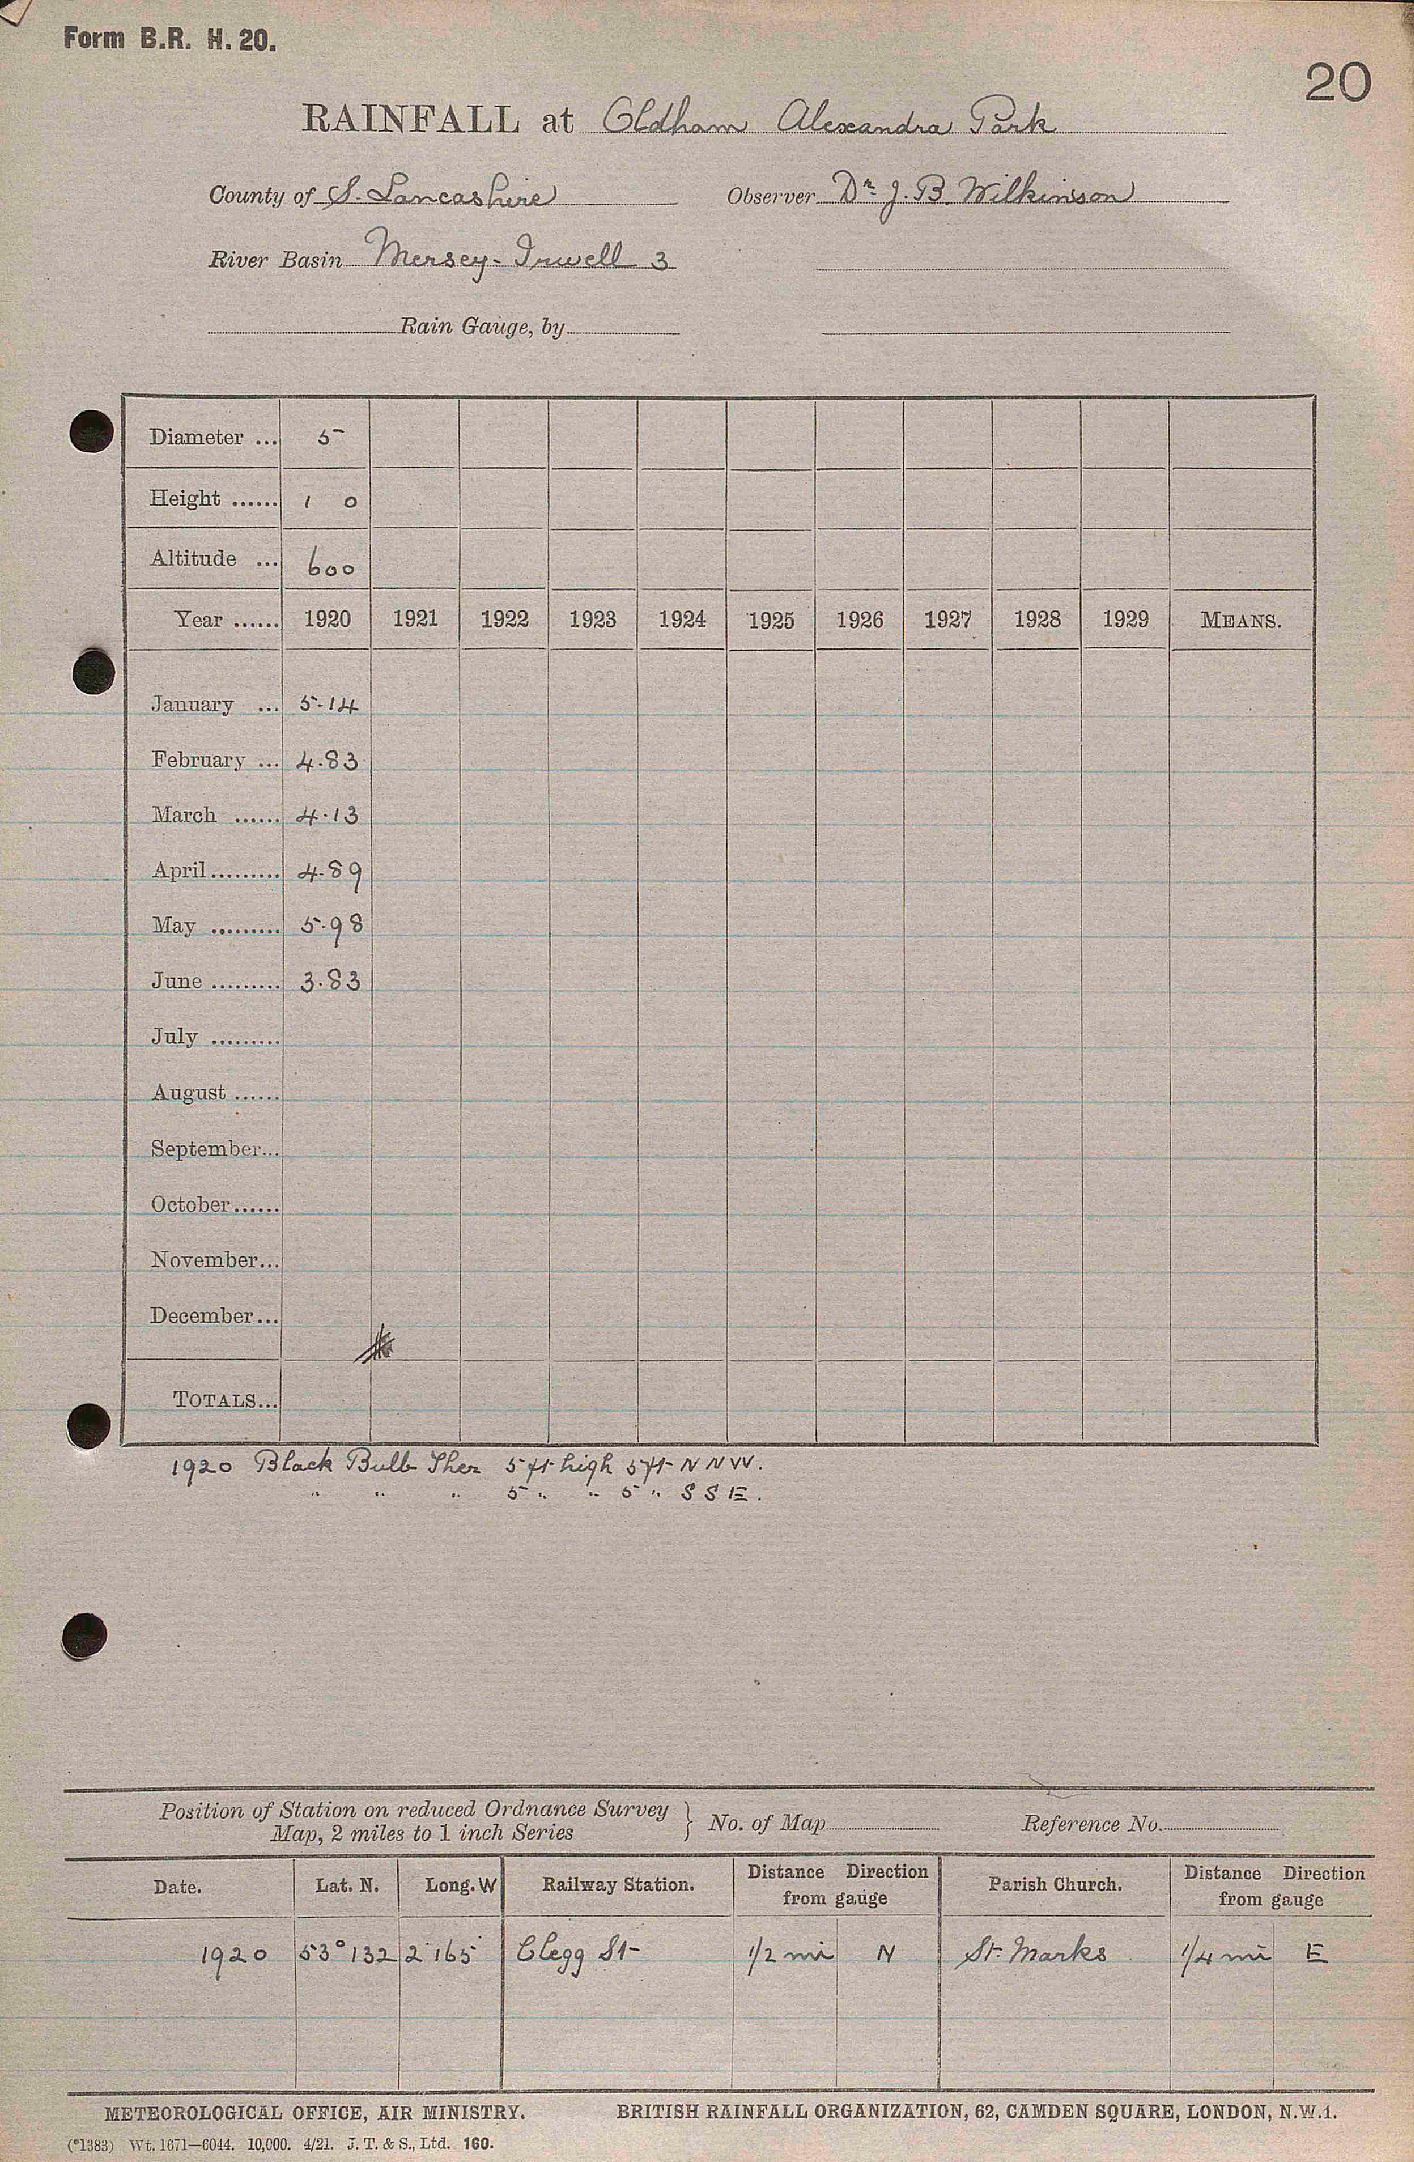 Form B.R. H. 20.
20
RAINFALL at Oldham Alexandra Park
County of S. Lancashire Observer Dr J. B. Wilkinson
River Basin Mersey-Irwell 3
Rain Gauge, by
Diameter ... 5
Height ...... 1 0
Altitude ... 600
Year ...... 1920 1921 1922 1923 1924 1925 1926 1927 1928 1929 MEANS.
January ... 5.14
February ... 4.83
March ...... 4.13
April ......... 4.89
May ......... 5.98
June ......... 3.83
July .........
August ......
September...
October ......
November...
December...
TOTALS...
1920 Black Bulb Ther 5 ft high 5 ft N N W.
" " " 5 " " 5 " S S E.
Position of Station on reduced Ordnance Survey
Map, 2 miles to 1 inch Series } No. of Map Reference No.
Date. Lat. N. Long. W Railway Station. Distance Direction from gauge Parish Church. Distance Direction from gauge
1920 53° 132 2 165 Clegg St 1/2 mi N St. Marks 1/4 mi E
METEOROLOGICAL OFFICE, AIR MINISTRY. BRITISH RAINFALL ORGANIZATION, 62, CAMDEN SQUARE, LONDON, N.W.1.
(*1383) Wt. 1671—6044. 10,000. 4/21. J. T. & S., Ltd. 160.